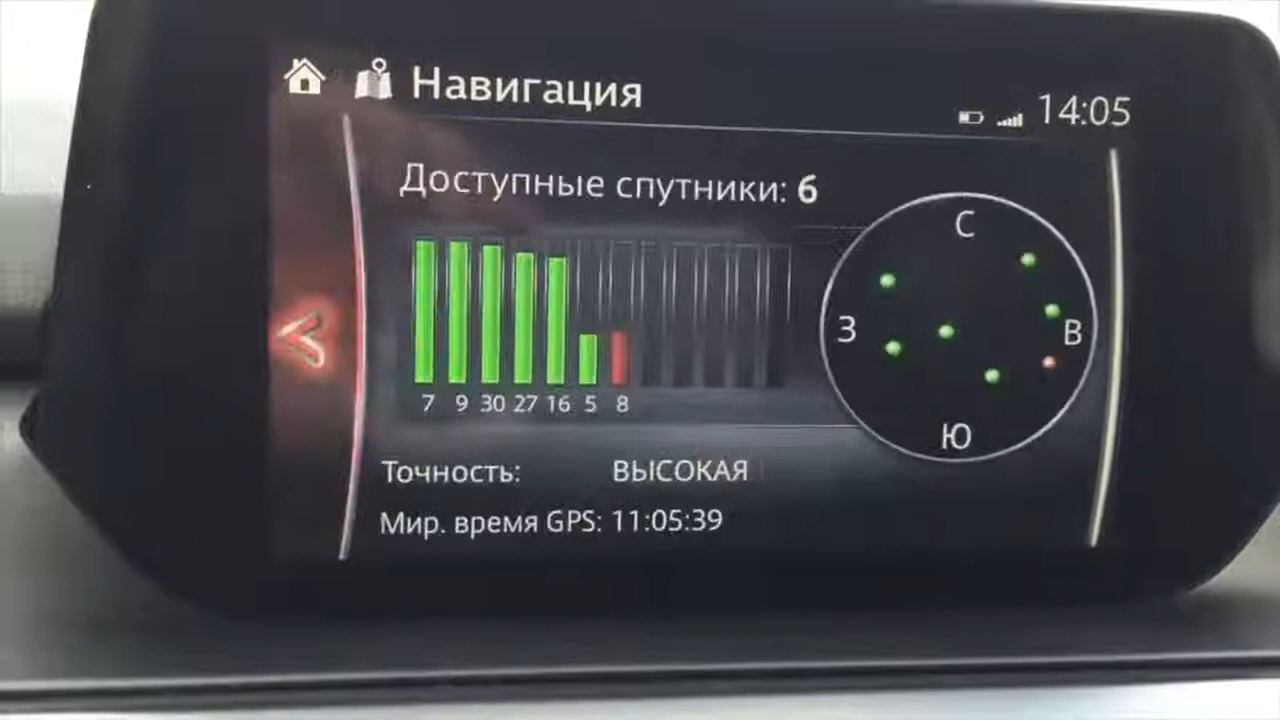 Навигация
14:05
Доступные спутники: 6
7 9 30 27 16 5 8
С
З
В
Ю
Точность: ВЫСОКАЯ
Мир. время GPS: 11:05:39